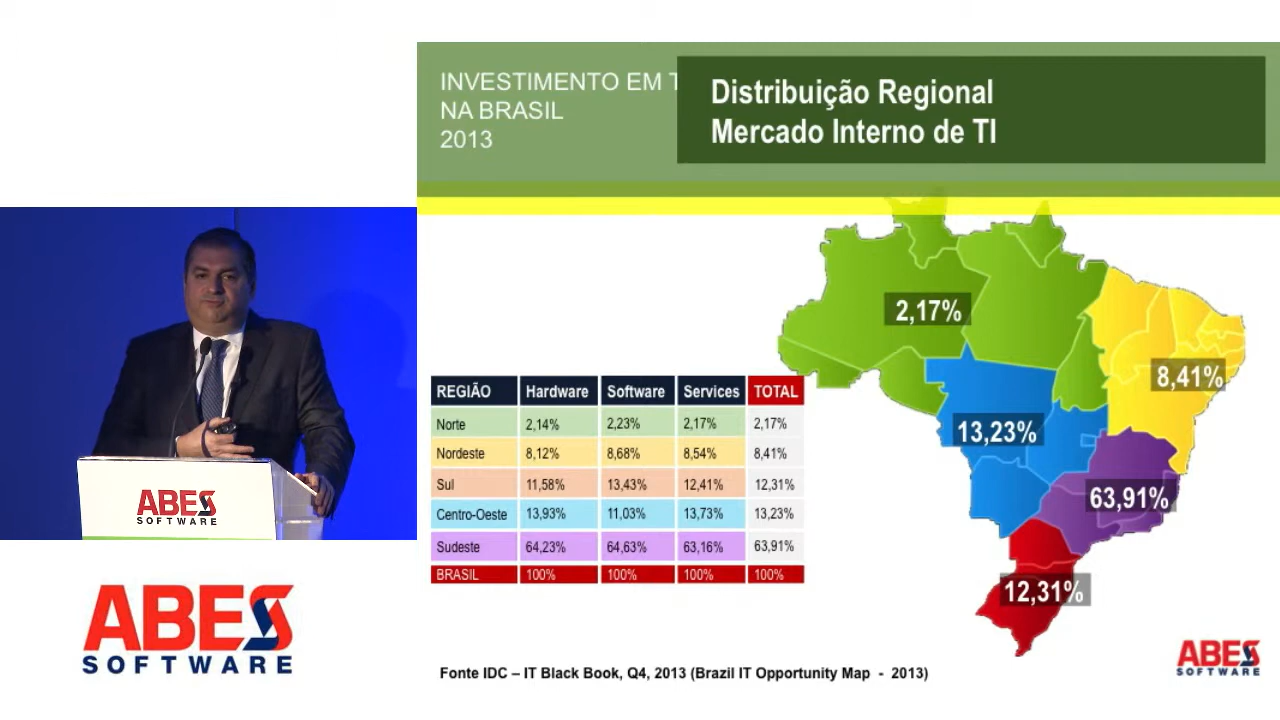 INVESTIMENTO EM T
NA BRASIL
2013
Distribuição Regional
Mercado Interno de TI
2,17%
8,41%
13,23%
63,91%
12,31%
REGIÃO Hardware Software Services TOTAL
Norte 2,14% 2,23% 2,17% 2,17%
Nordeste 8,12% 8,68% 8,54% 8,41%
Sul 11,58% 13,43% 12,41% 12,31%
Centro-Oeste 13,93% 11,03% 13,73% 13,23%
Sudeste 64,23% 64,63% 63,16% 63,91%
BRASIL 100% 100% 100% 100%
ABES
SOFTWARE
ABES
SOFTWARE
Fonte IDC – IT Black Book, Q4, 2013 (Brazil IT Opportunity Map - 2013)
ABES
SOFTWARE